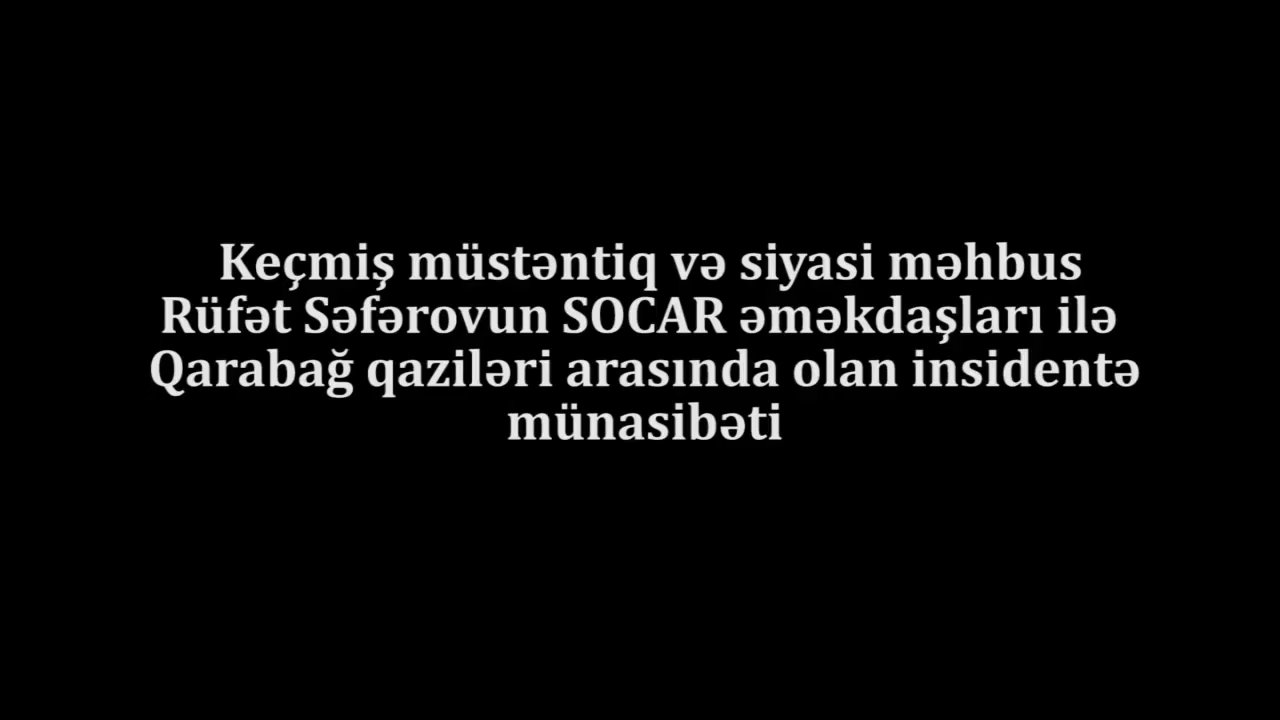 Keçmiş müstəntiq və siyasi məhbus
Rüfət Səfərovun SOCAR əməkdaşları ilə
Qarabağ qaziləri arasında olan insidentə
münasibəti